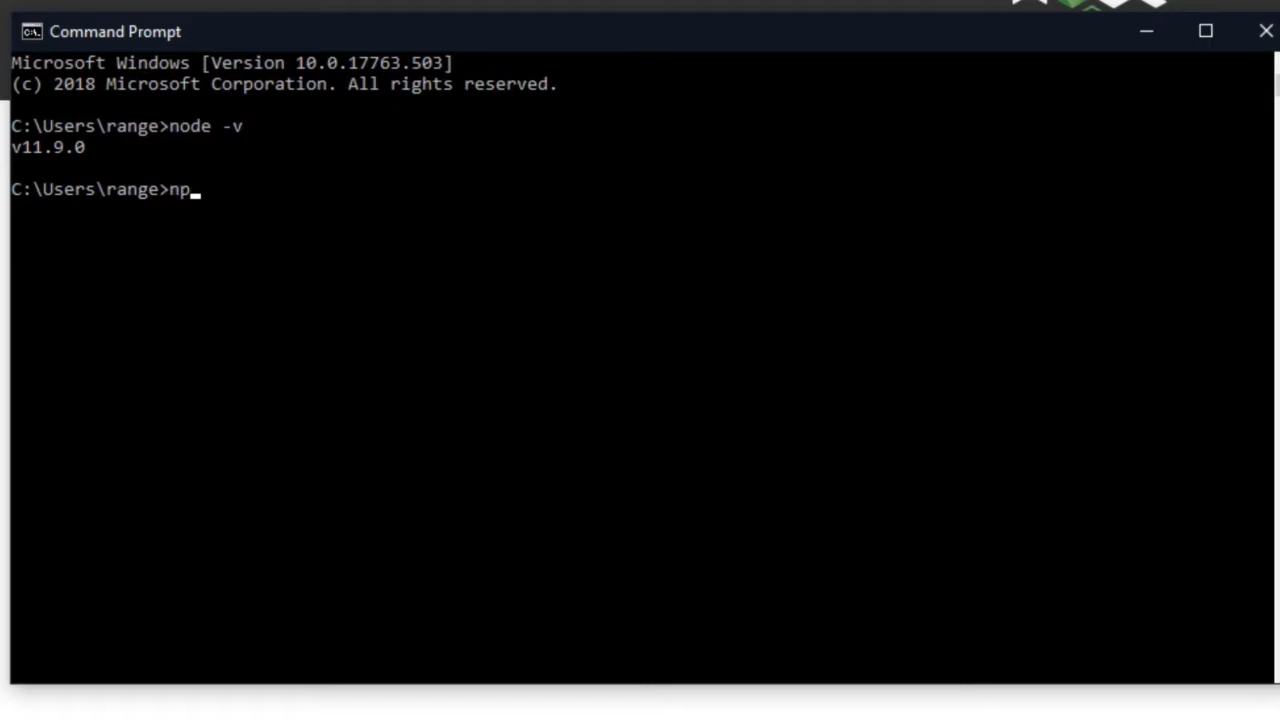 Command Prompt
Microsoft Windows [Version 10.0.17763.503]
(c) 2018 Microsoft Corporation. All rights reserved.
C:\Users\range>node -v
v11.9.0
C:\Users\range>np